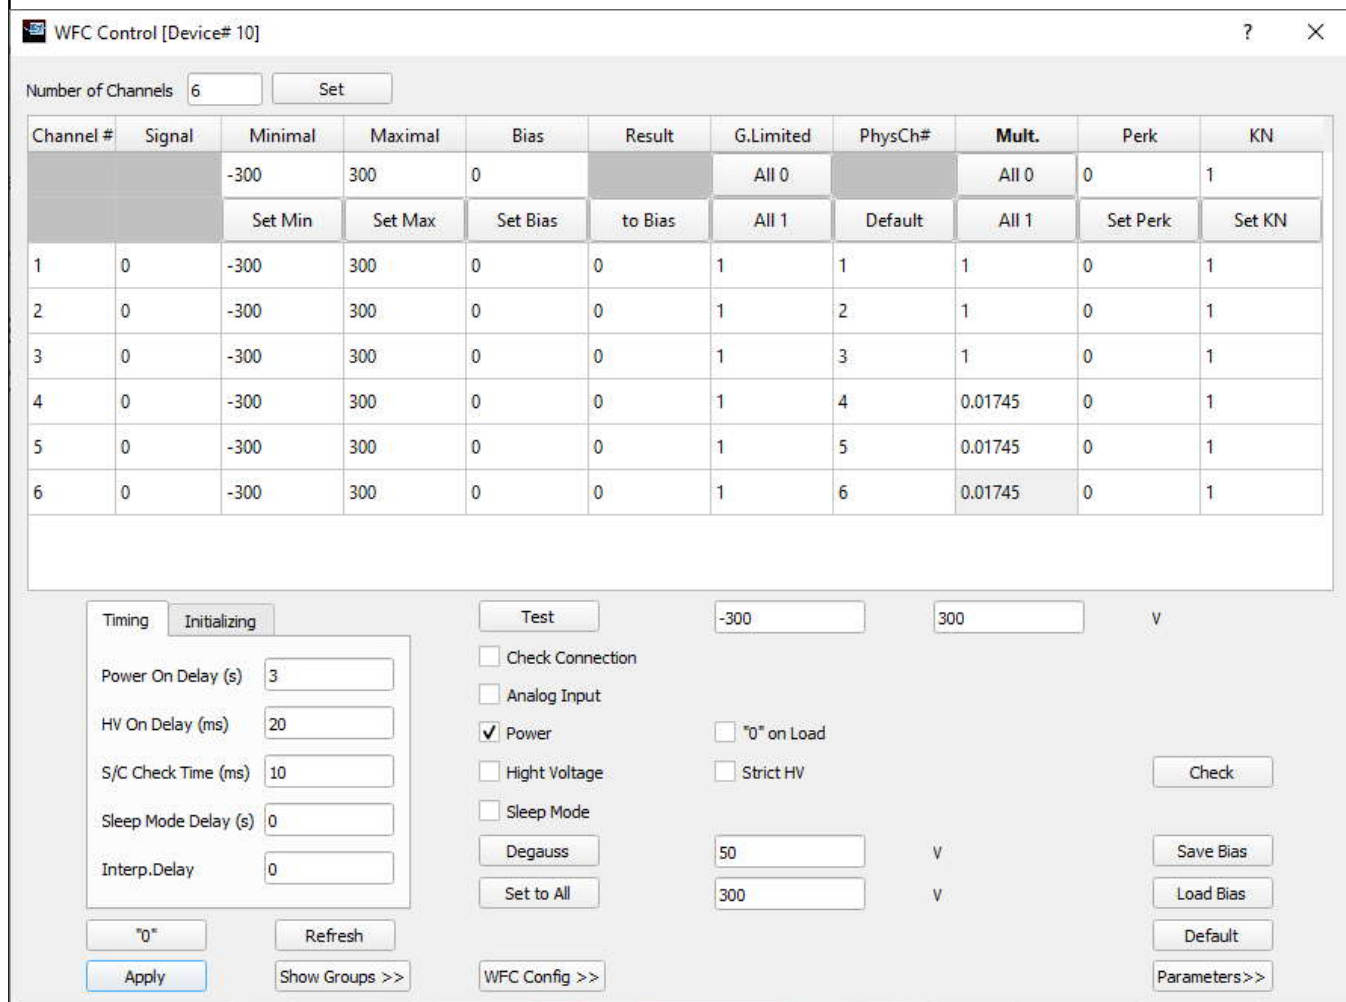 WFC Control [Device# 10] ? ×
Number of Channels 6 Set
Channel # Signal Minimal Maximal Bias Result G.Limited PhysCh# Mult. Perk KN
-300 300 0 All 0 All 0 0 1
Set Min Set Max Set Bias to Bias All 1 Default All 1 Set Perk Set KN
1 0 -300 300 0 0 1 1 1 0 1
2 0 -300 300 0 0 1 2 1 0 1
3 0 -300 300 0 0 1 3 1 0 1
4 0 -300 300 0 0 1 4 0.01745 0 1
5 0 -300 300 0 0 1 5 0.01745 0 1
6 0 -300 300 0 0 1 6 0.01745 0 1
Timing Initializing
Power On Delay (s) 3
HV On Delay (ms) 20
S/C Check Time (ms) 10
Sleep Mode Delay (s) 0
Interp.Delay 0
"0" Refresh
Apply Show Groups >>
Test -300 300 V
Check Connection
Analog Input
Power "0" on Load
Hight Voltage Strict HV Check
Sleep Mode
Degauss 50 V Save Bias
Set to All 300 V Load Bias
Default
WFC Config >> Parameters>>